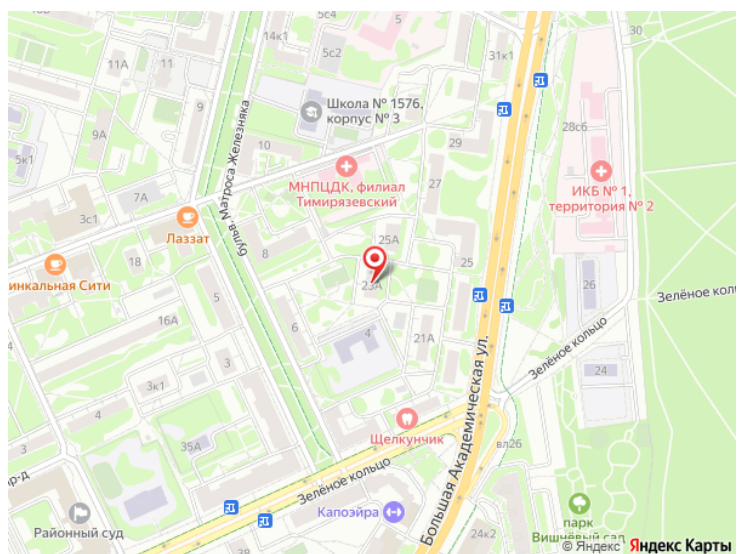 5
30
14к1
5с4
5с2
31к1
11А
11
Школа № 1576,
корпус № 3
9
28с6
9А
29
10
5к1
бульв. Матроса Железняка
МНПЦДК, филиал
Тимирязевский
ИКБ № 1,
территория № 2
27
7А
3с1
Лаззат
25А
8
18
25
инкальная Сити
23А
26
Зелёное кольцо
16А
5
6
4
21А
Зелёное кольцо
3
24
3к1
4
Щелкунчик
Большая Академическая ул.
35А
вл26
3
ор-д
Зелёное кольцо
Капоэйра
парк
Вишнёвый сад
Районный суд
24к2
38
© Яндекс Яндекс Карты